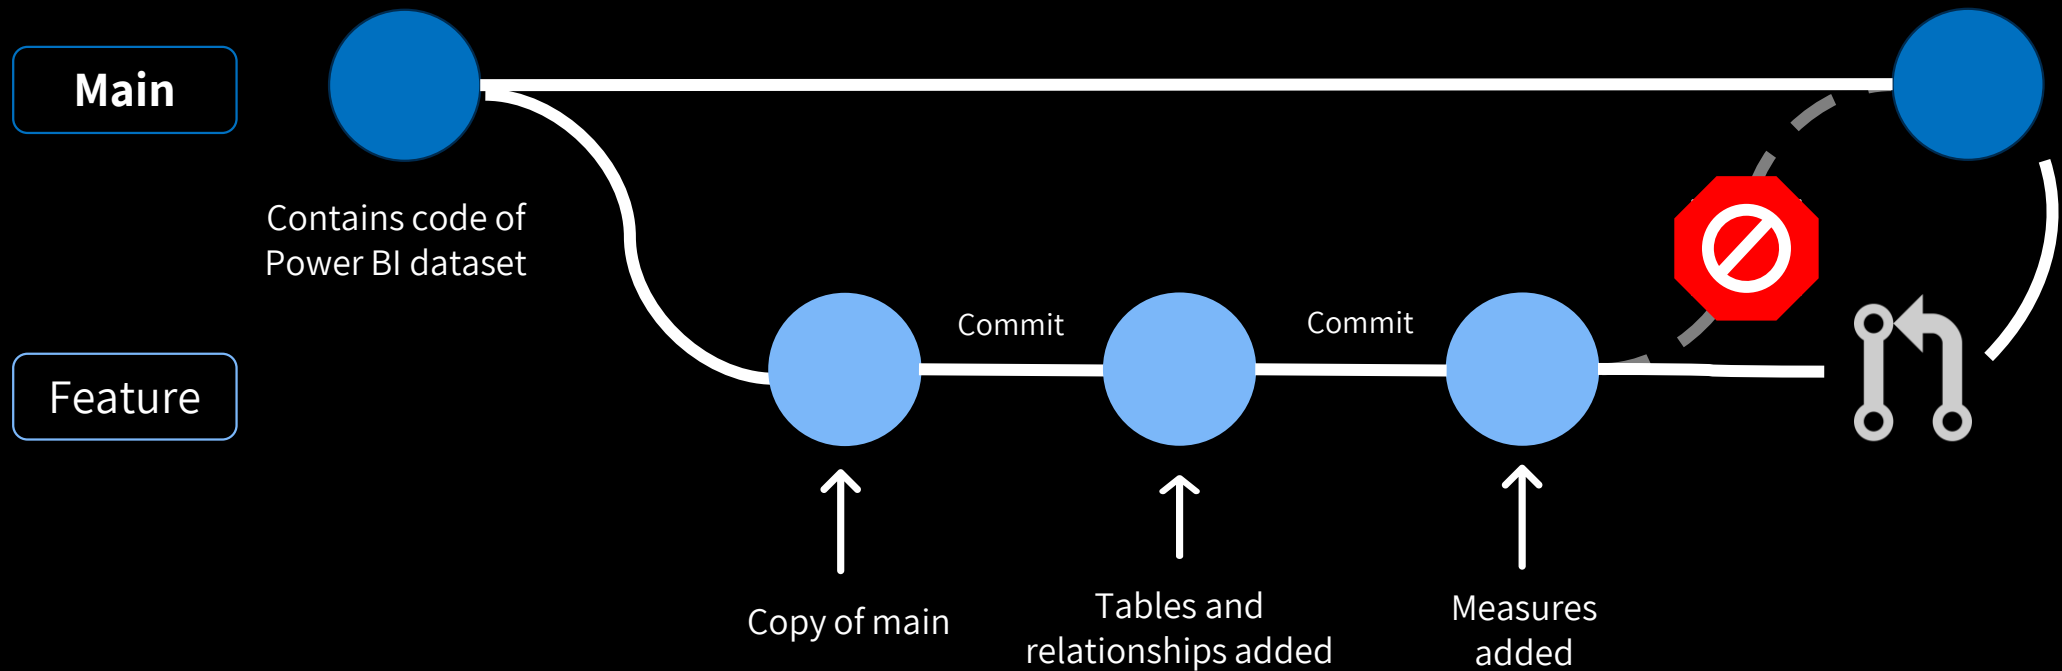 Main
Contains code of
Power BI dataset
Feature
Commit
Commit
Copy of main
Tables and
relationships added
Measures
added